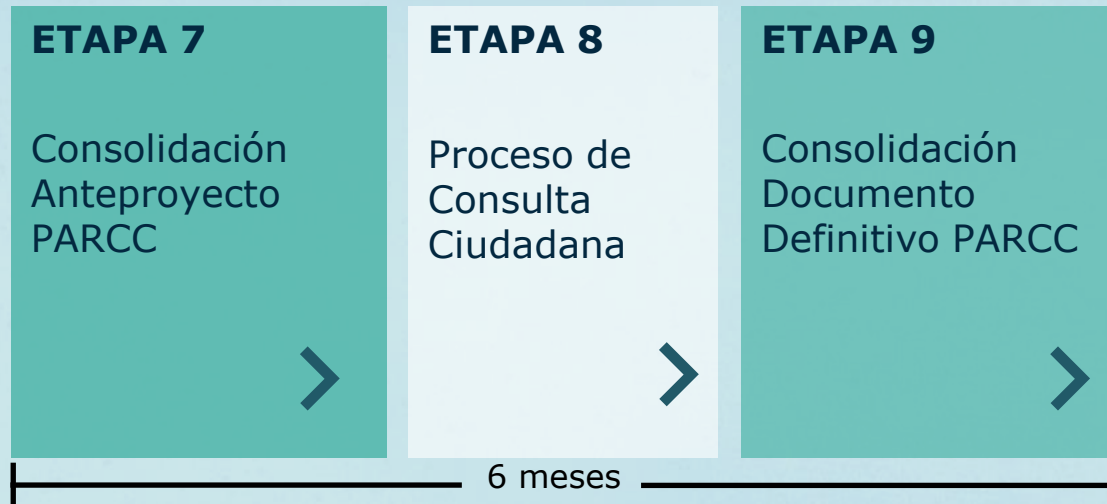 ETAPA 7
Consolidación
Anteproyecto
PARCC
ETAPA 8
Proceso de
Consulta
Ciudadana
ETAPA 9
Consolidación
Documento
Definitivo PARCC
6 meses